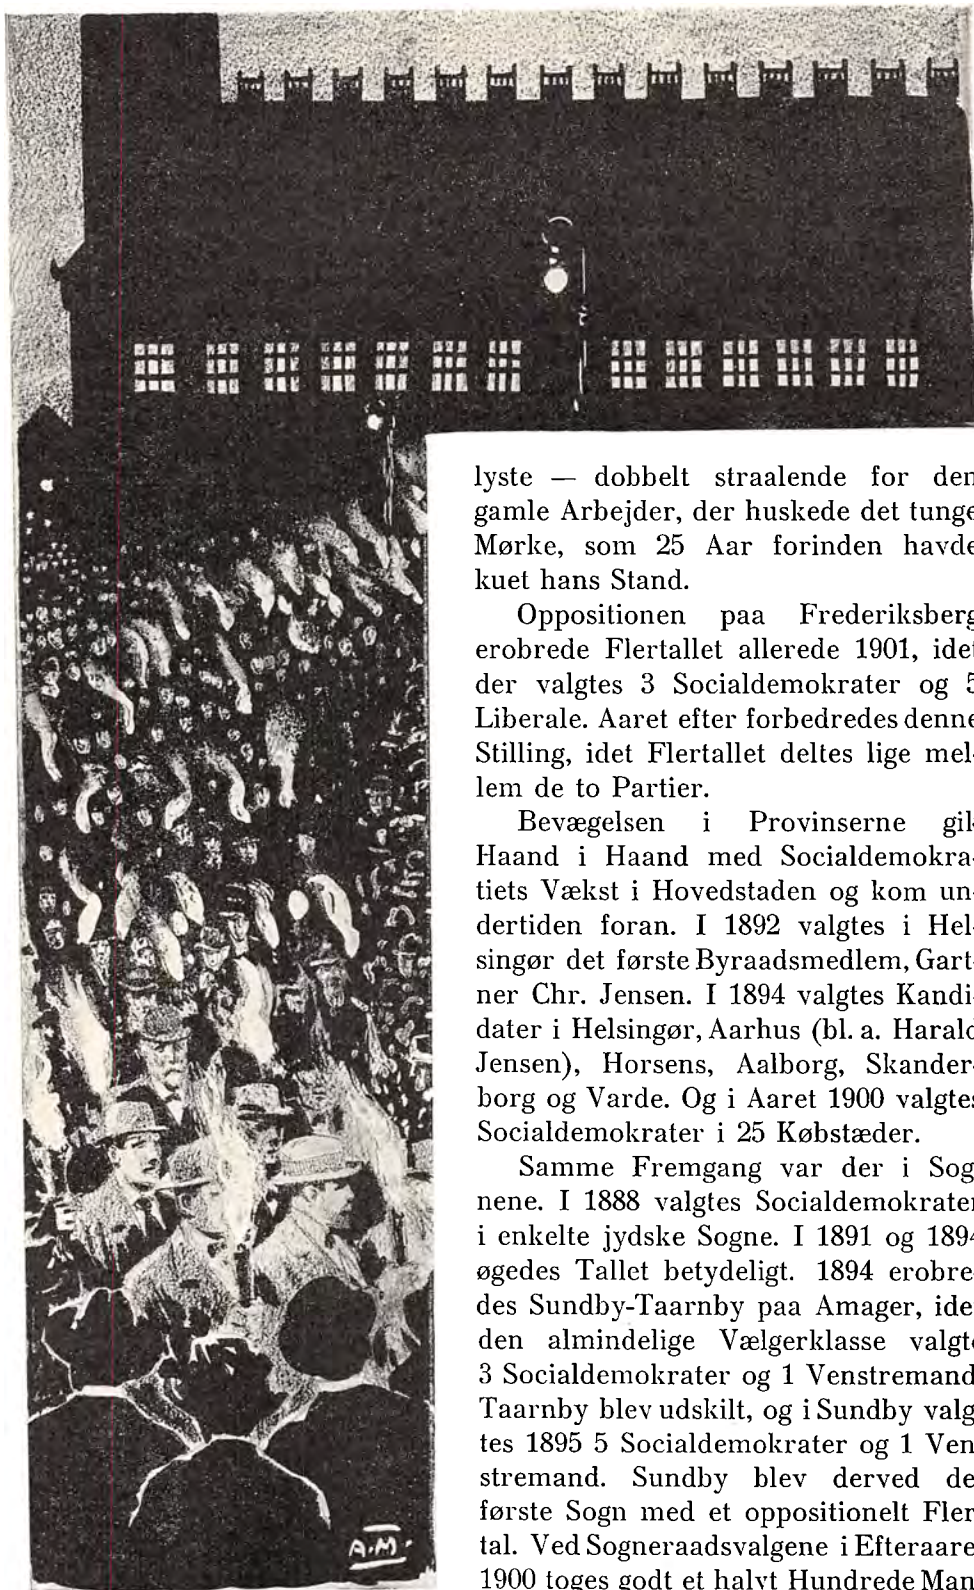 lyste — dobbelt straalende for den
gamle Arbejder, der huskede det tunge
Mørke, som 25 Aar forinden havde
kuet hans Stand.
Oppositionen paa Frederiksberg
erobrede Flertallet allerede 1901, idet
der valgtes 3 Socialdemokrater og 5
Liberale. Aaret efter forbedredes denne
Stilling, idet Flertallet deltes lige mel-
lem de to Partier.
Bevægelsen i Provinserne gik
Haand i Haand med Socialdemokra-
tiets Vækst i Hovedstaden og kom un-
dertiden foran. I 1892 valgtes i Hel-
singør det første Byraadsmedlem, Gart-
ner Chr. Jensen. I 1894 valgtes Kandi-
dater i Helsingør, Aarhus (bl. a. Harald
Jensen), Horsens, Aalborg, Skander-
borg og Varde. Og i Aaret 1900 valgtes
Socialdemokrater i 25 Købstæder.
Samme Fremgang var der i Sog
nene. I 1888 valgtes Socialdemokrater
i enkelte jydske Sogne. I 1891 og 1894
øgedes Tallet betydeligt. 1894 erobre
des Sundby-Taarnby paa Amager, ide
den almindelige Vælgerklasse valgte
3 Socialdemokrater og 1 Venstremand
Taarnby blev udskilt, og i Sundby valg
tes 1895 5 Socialdemokrater og 1 Ven
stremand. Sundby blev derved de
første Sogn med et oppositionelt Fler
tal. Ved Sogneraadsvalgene i Efteraare
1900 toges godt et halvt Hundrede Man
A.M.